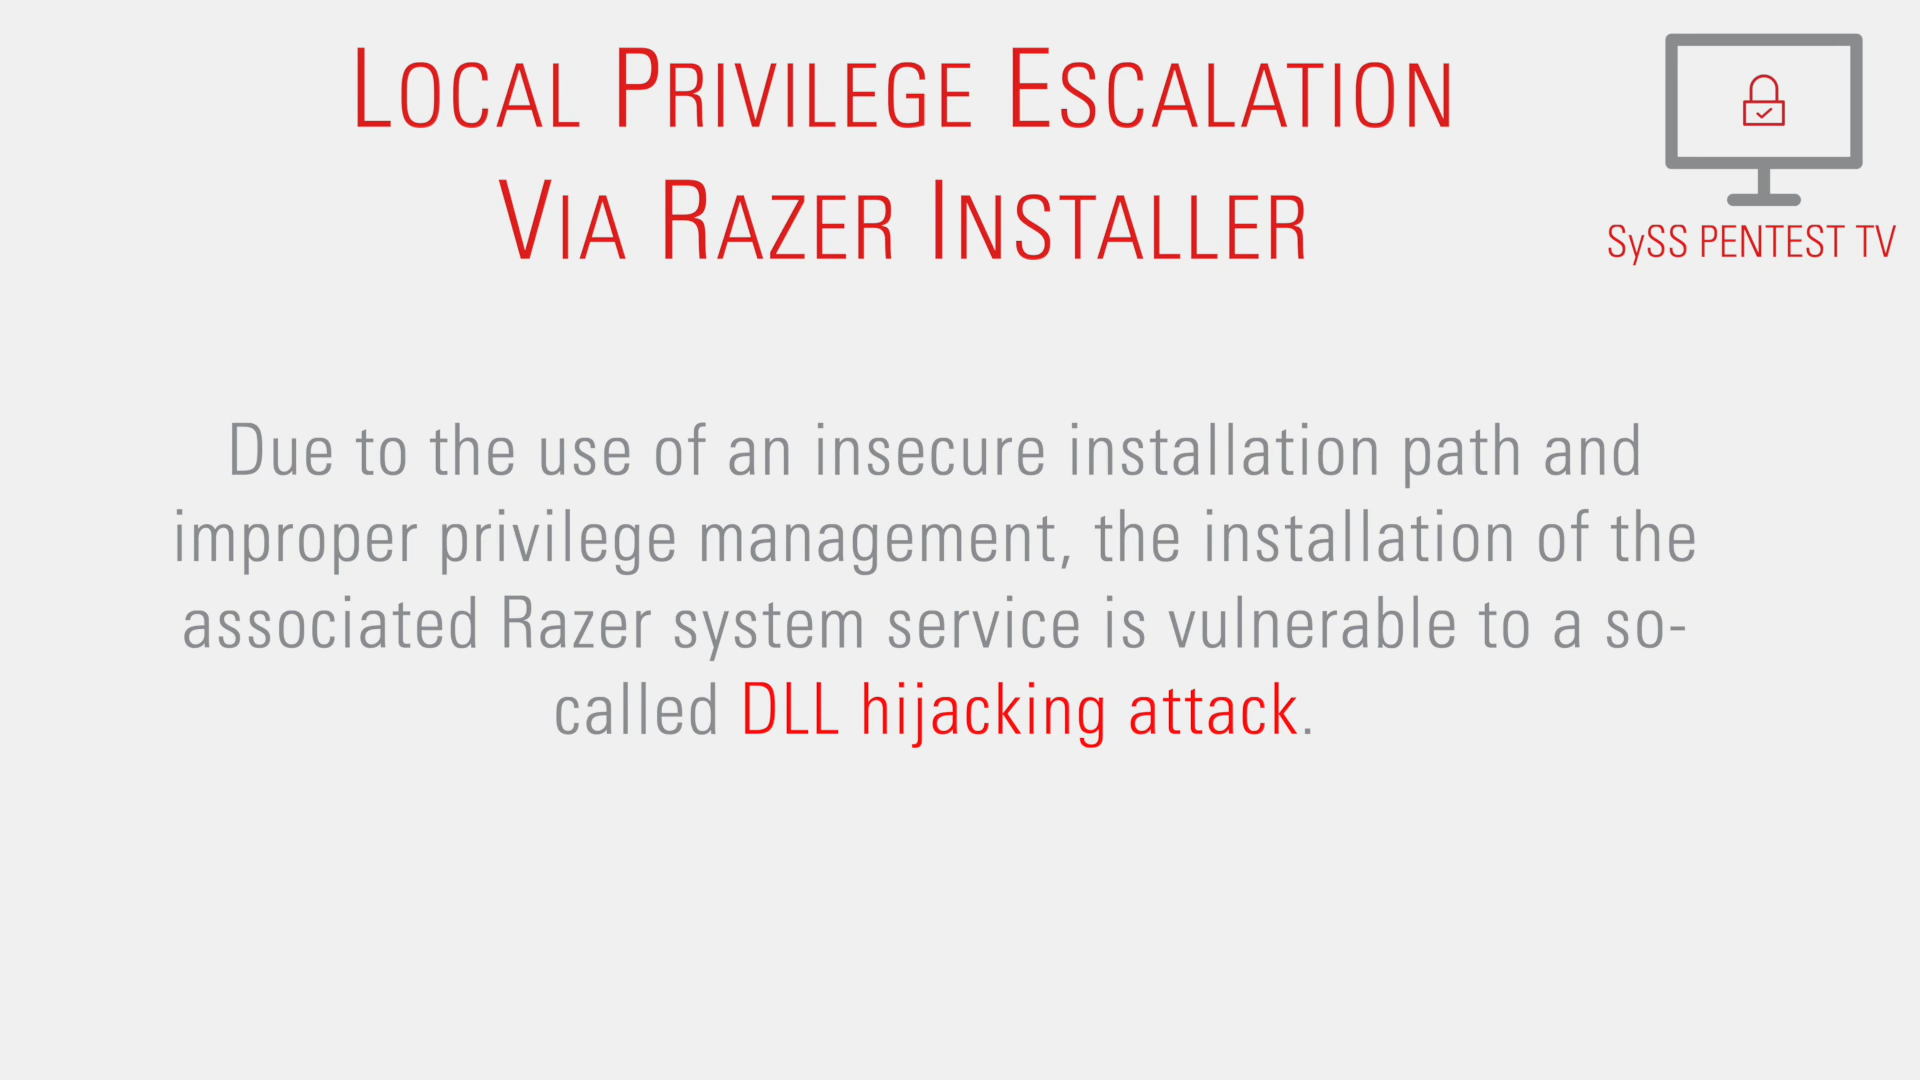 LOCAL PRIVILEGE ESCALATION
VIA RAZER INSTALLER
SySS PENTEST TV
Due to the use of an insecure installation path and
improper privilege management, the installation of the
associated Razer system service is vulnerable to a so-
called DLL hijacking attack.